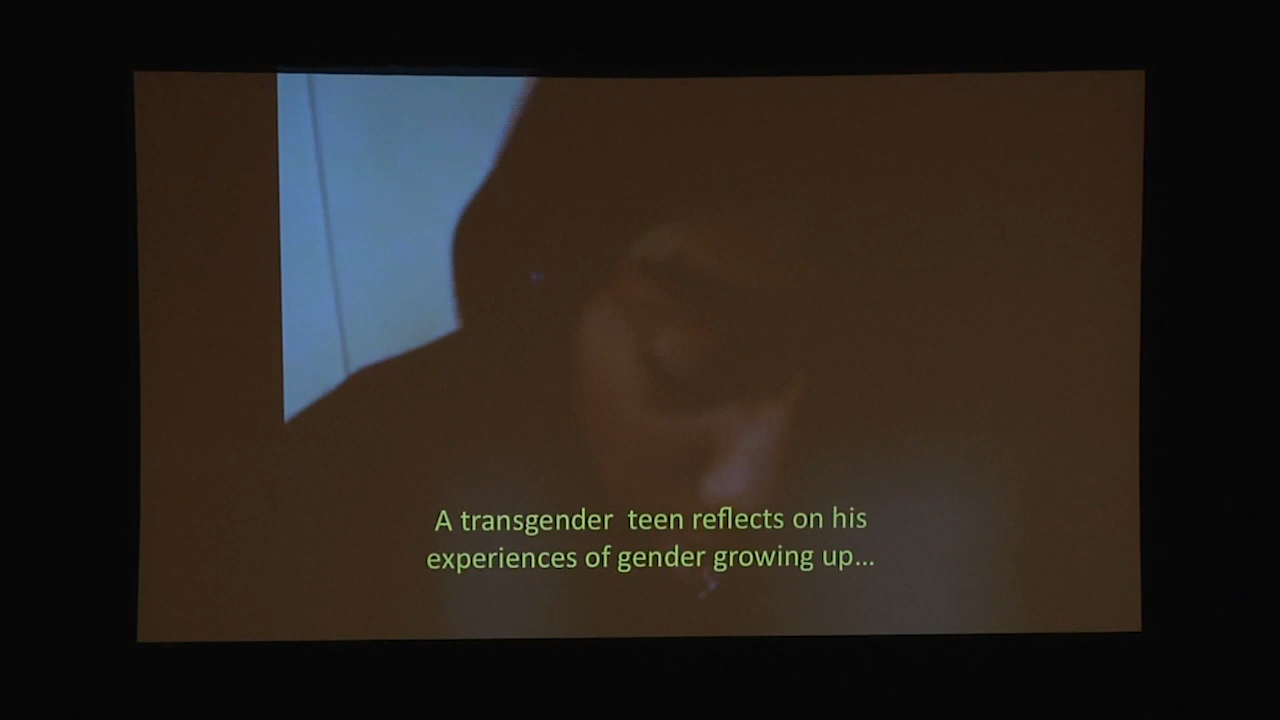 A transgender  teen reflects on his
experiences of gender growing up...